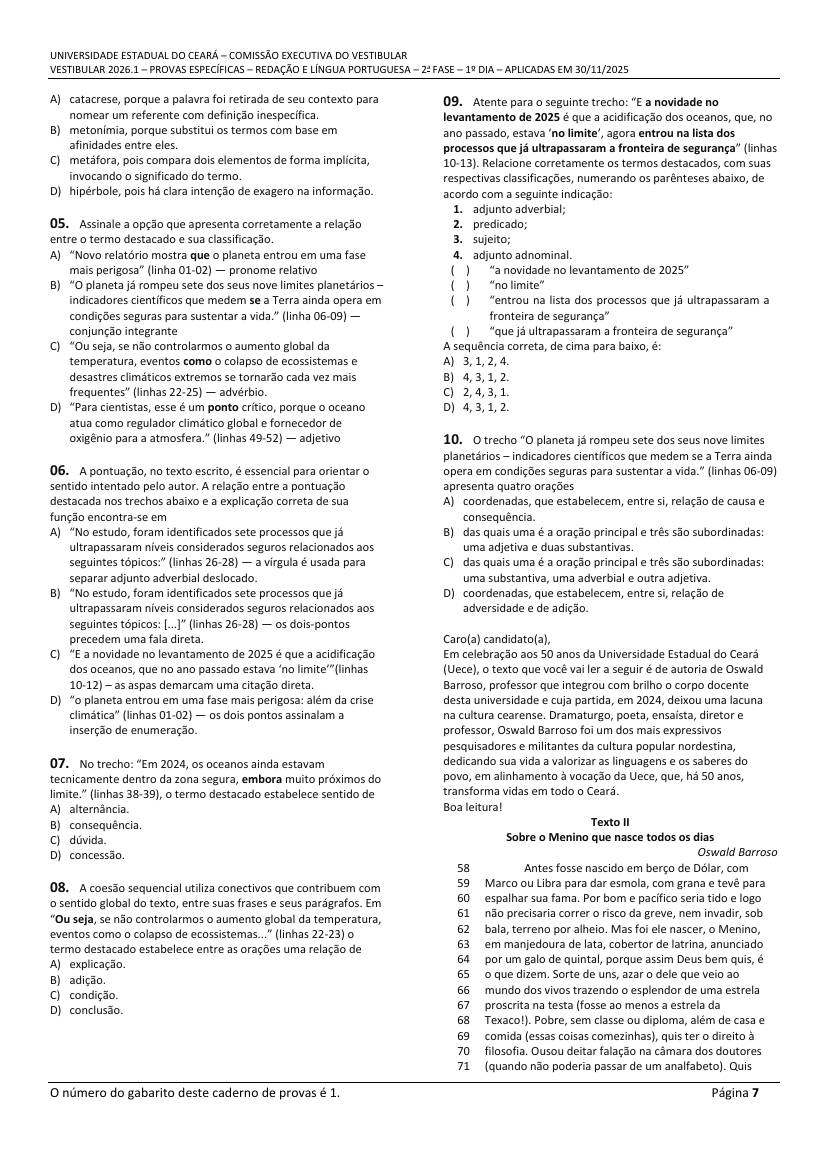 UNIVERSIDADE ESTADUAL DO CEARÁ – COMISSÃO EXECUTIVA DO VESTIBULAR
VESTIBULAR 2026.1 – PROVAS ESPECÍFICAS – REDAÇÃO E LÍNGUA PORTUGUESA – 2ª FASE – 1º DIA – APLICADAS EM 30/11/2025
A) catacrese, porque a palavra foi retirada de seu contexto para
nomear um referente com definição inespecífica.
B) metonímia, porque substitui os termos com base em
afinidades entre eles.
C) metáfora, pois compara dois elementos de forma implícita,
invocando o significado do termo.
D) hipérbole, pois há clara intenção de exagero na informação.
05. Assinale a opção que apresenta corretamente a relação
entre o termo destacado e sua classificação.
A) “Novo relatório mostra que o planeta entrou em uma fase
mais perigosa” (linha 01-02) — pronome relativo
B) “O planeta já rompeu sete dos seus nove limites planetários –
indicadores científicos que medem se a Terra ainda opera em
condições seguras para sustentar a vida.” (linha 06-09) —
conjunção integrante
C) “Ou seja, se não controlarmos o aumento global da
temperatura, eventos como o colapso de ecossistemas e
desastres climáticos extremos se tornarão cada vez mais
frequentes” (linhas 22-25) — advérbio.
D) “Para cientistas, esse é um ponto crítico, porque o oceano
atua como regulador climático global e fornecedor de
oxigênio para a atmosfera.” (linhas 49-52) — adjetivo
06. A pontuação, no texto escrito, é essencial para orientar o
sentido intentado pelo autor. A relação entre a pontuação
destacada nos trechos abaixo e a explicação correta de sua
função encontra-se em
A) “No estudo, foram identificados sete processos que já
ultrapassaram níveis considerados seguros relacionados aos
seguintes tópicos:” (linhas 26-28) — a vírgula é usada para
separar adjunto adverbial deslocado.
B) “No estudo, foram identificados sete processos que já
ultrapassaram níveis considerados seguros relacionados aos
seguintes tópicos: [...]” (linhas 26-28) — os dois-pontos
precedem uma fala direta.
C) “E a novidade no levantamento de 2025 é que a acidificação
dos oceanos, que no ano passado estava ‘no limite’”(linhas
10-12) – as aspas demarcam uma citação direta.
D) “o planeta entrou em uma fase mais perigosa: além da crise
climática” (linhas 01-02) — os dois pontos assinalam a
inserção de enumeração.
07. No trecho: “Em 2024, os oceanos ainda estavam
tecnicamente dentro da zona segura, embora muito próximos do
limite.” (linhas 38-39), o termo destacado estabelece sentido de
A) alternância.
B) consequência.
C) dúvida.
D) concessão.
08. A coesão sequencial utiliza conectivos que contribuem com
o sentido global do texto, entre suas frases e seus parágrafos. Em
“Ou seja, se não controlarmos o aumento global da temperatura,
eventos como o colapso de ecossistemas...” (linhas 22-23) o
termo destacado estabelece entre as orações uma relação de
A) explicação.
B) adição.
C) condição.
D) conclusão.
09. Atente para o seguinte trecho: “E a novidade no
levantamento de 2025 é que a acidificação dos oceanos, que, no
ano passado, estava ‘no limite’, agora entrou na lista dos
processos que já ultrapassaram a fronteira de segurança” (linhas
10-13). Relacione corretamente os termos destacados, com suas
respectivas classificações, numerando os parênteses abaixo, de
acordo com a seguinte indicação:
1. adjunto adverbial;
2. predicado;
3. sujeito;
4. adjunto adnominal.
( ) “a novidade no levantamento de 2025”
( ) “no limite”
( ) “entrou na lista dos processos que já ultrapassaram a
fronteira de segurança”
( ) “que já ultrapassaram a fronteira de segurança”
A sequência correta, de cima para baixo, é:
A) 3, 1, 2, 4.
B) 4, 3, 1, 2.
C) 2, 4, 3, 1.
D) 4, 3, 1, 2.
10. O trecho “O planeta já rompeu sete dos seus nove limites
planetários – indicadores científicos que medem se a Terra ainda
opera em condições seguras para sustentar a vida.” (linhas 06-09)
apresenta quatro orações
A) coordenadas, que estabelecem, entre si, relação de causa e
consequência.
B) das quais uma é a oração principal e três são subordinadas:
uma adjetiva e duas substantivas.
C) das quais uma é a oração principal e três são subordinadas:
uma substantiva, uma adverbial e outra adjetiva.
D) coordenadas, que estabelecem, entre si, relação de
adversidade e de adição.
Caro(a) candidato(a),
Em celebração aos 50 anos da Universidade Estadual do Ceará
(Uece), o texto que você vai ler a seguir é de autoria de Oswald
Barroso, professor que integrou com brilho o corpo docente
desta universidade e cuja partida, em 2024, deixou uma lacuna
na cultura cearense. Dramaturgo, poeta, ensaísta, diretor e
professor, Oswald Barroso foi um dos mais expressivos
pesquisadores e militantes da cultura popular nordestina,
dedicando sua vida a valorizar as linguagens e os saberes do
povo, em alinhamento à vocação da Uece, que, há 50 anos,
transforma vidas em todo o Ceará.
Boa leitura!
Texto II
Sobre o Menino que nasce todos os dias
Oswald Barroso
58 Antes fosse nascido em berço de Dólar, com
59 Marco ou Libra para dar esmola, com grana e tevê para
60 espalhar sua fama. Por bom e pacífico seria tido e logo
61 não precisaria correr o risco da greve, nem invadir, sob
62 bala, terreno por alheio. Mas foi ele nascer, o Menino,
63 em manjedoura de lata, cobertor de latrina, anunciado
64 por um galo de quintal, porque assim Deus bem quis, é
65 o que dizem. Sorte de uns, azar o dele que veio ao
66 mundo dos vivos trazendo o esplendor de uma estrela
67 proscrita na testa (fosse ao menos a estrela da
68 Texaco!). Pobre, sem classe ou diploma, além de casa e
69 comida (essas coisas comezinhas), quis ter o direito à
70 filosofia. Ousou deitar falação na câmara dos doutores
71 (quando não poderia passar de um analfabeto). Quis
O número do gabarito deste caderno de provas é 1.
Página 7